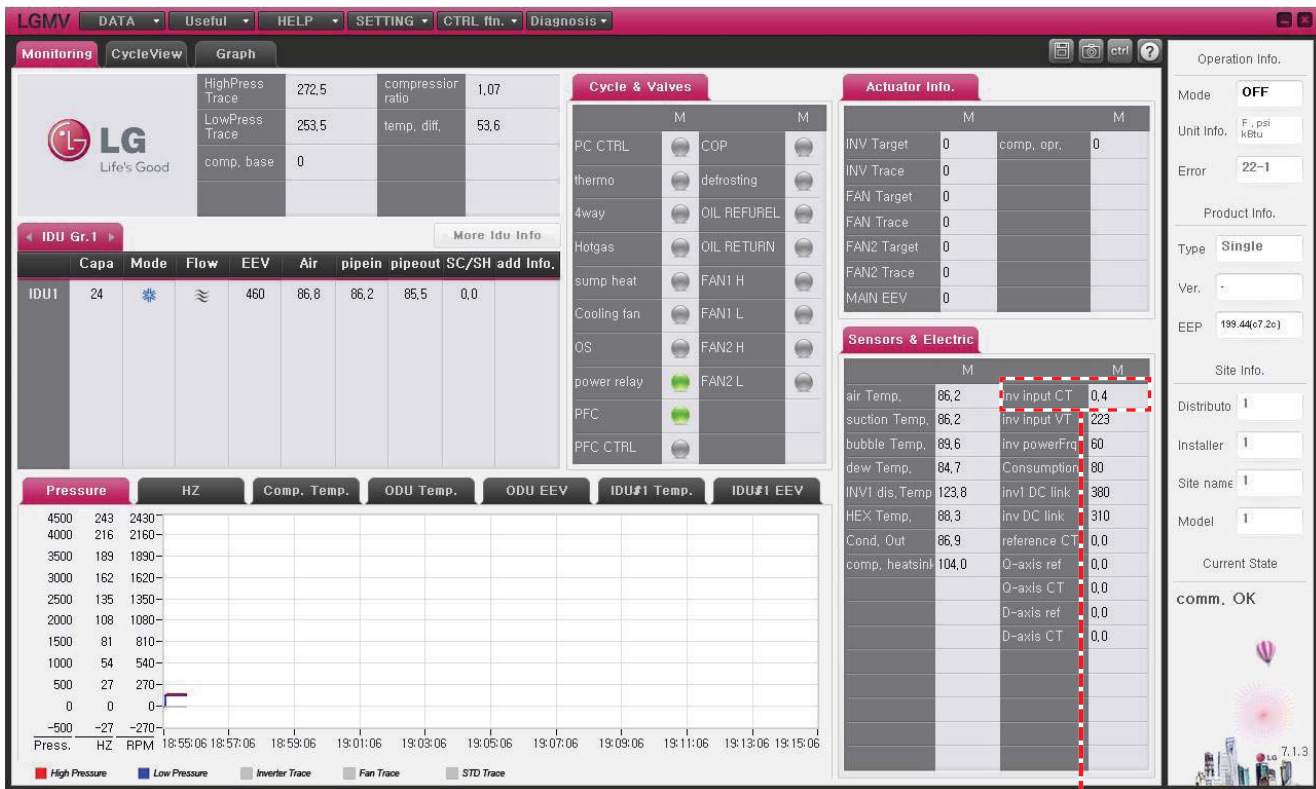 LGMV DATA Useful HELP SETTING CTRL ftn. Diagnosis
Monitoring CycleView Graph ctrl ?
LG
Life's Good
HighPress Trace 272,5 compression ratio 1,07
LowPress Trace 253,5 temp, diff, 53,6
comp, base 0
IDU Gr.1 More Idu Info
Capa Mode Flow EEV Air pipein pipeout SC/SH add Info.
IDU1 24 460 86,8 86,2 85,5 0,0
Cycle & Valves
M M
PC CTRL COP
thermo defrosting
4way OIL REFUREL
Hotgas OIL RETURN
sump heat FAN1 H
Cooling fan FAN1 L
OS FAN2 H
power relay FAN2 L
PFC
PFC CTRL
Actuator Info.
M M
INV Target 0 comp, opr, 0
INV Trace 0
FAN Target 0
FAN Trace 0
FAN2 Target 0
FAN2 Trace 0
MAIN EEV 0
Sensors & Electric
M M
air Temp, 86,2 inv input CT 0,4
suction Temp, 86,2 inv input VT 223
bubble Temp, 89,6 inv powerFrq 60
dew Temp, 84,7 Consumption 80
INV1 dis,Temp 123,8 inv1 DC link 380
HEX Temp, 88,3 inv DC link 310
Cond, Out 86,9 reference CT 0,0
comp, heatsink 104,0 Q-axis ref 0,0
Q-axis CT 0,0
D-axis ref 0,0
D-axis CT 0,0
Pressure HZ Comp. Temp. ODU Temp. ODU EEV IDU#1 Temp. IDU#1 EEV
4500 243 2430
4000 216 2160
3500 189 1890
3000 162 1620
2500 135 1350
2000 108 1080
1500 81 810
1000 54 540
500 27 270
0 0 0
-500 -27 -270
Press. HZ RPM 18:55:06 18:57:06 18:59:06 19:01:06 19:03:06 19:05:06 19:07:06 19:09:06 19:11:06 19:13:06 19:15:06
High Pressure Low Pressure Inverter Trace Fan Trace STD Trace
Operation Info.
Mode OFF
Unit Info. F , psi kBtu
Error 22-1
Product Info.
Type Single
Ver. -
EEP 199.44(c7.2c)
Site Info.
Distributo 1
Installer 1
Site name 1
Model 1
Current State
comm, OK
LG 7.1.3